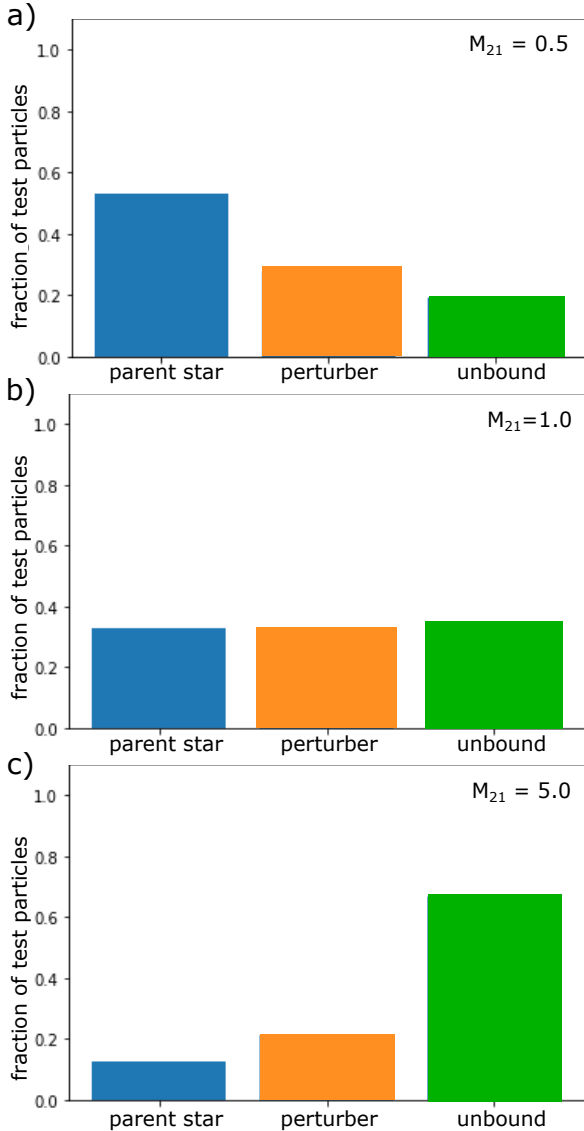 a)
M₂₁ = 0.5
fraction_of test particles
1.0
0.8
0.6
0.4
0.2
0.0
parent star perturber unbound
b)
M₂₁=1.0
fraction of test particles
1.0
0.8
0.6
0.4
0.2
0.0
parent star perturber unbound
c)
M₂₁ = 5.0
fraction of test particles
1.0
0.8
0.6
0.4
0.2
0.0
parent star perturber unbound